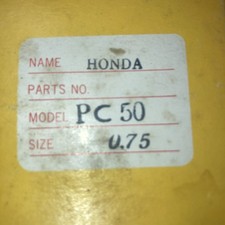 NAME HONDA
PARTS NO.
MODEL PC 50
SIZE 0.75